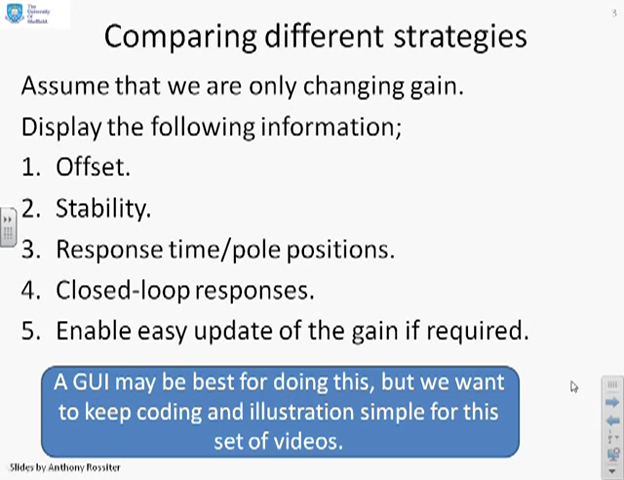 The
University
Of
Sheffield
3
Comparing different strategies
Assume that we are only changing gain.
Display the following information;
1. Offset.
2. Stability.
3. Response time/pole positions.
4. Closed-loop responses.
5. Enable easy update of the gain if required.
A GUI may be best for doing this, but we want
to keep coding and illustration simple for this
set of videos.
Slides by Anthony Rossiter